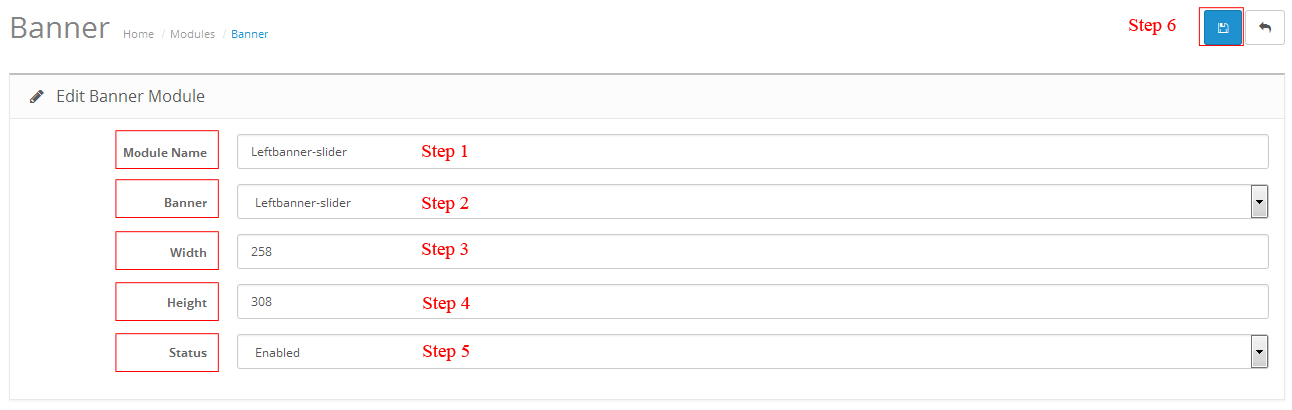 Banner Home / Modules / Banner Step 6
Edit Banner Module
Module Name Leftbanner-slider Step 1
Banner Leftbanner-slider Step 2
Width 258 Step 3
Height 308 Step 4
Status Enabled Step 5